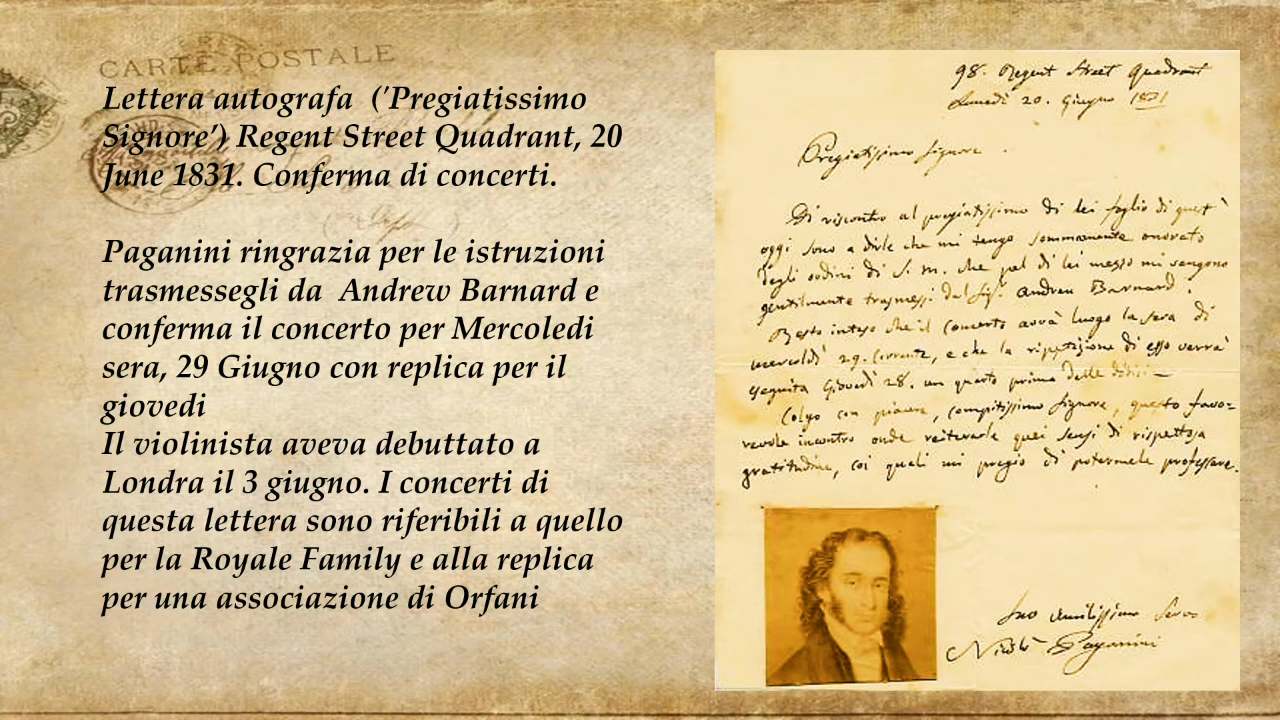 CARTE POSTALE
Lettera autografa ('Pregiatissimo
Signore') Regent Street Quadrant, 20
June 1831. Conferma di concerti.
Paganini ringrazia per le istruzioni
trasmessegli da Andrew Barnard e
conferma il concerto per Mercoledi
sera, 29 Giugno con replica per il
giovedi
Il violinista aveva debuttato a
Londra il 3 giugno. I concerti di
questa lettera sono riferibili a quello
per la Royale Family e alla replica
per una associazione di Orfani
98. Regent Street Quadrant
Lunedì 20. Giugno 1831
Pregiatissimo Signore
Di riscontro al pregiatissimo di lei foglio di quest'
oggi sono a dirle che mi tengo sommamente onorato
degli ordini di S. M. che pel di lei mezzo mi vengono
gentilmente trasmessi dal Sig. Andrea Barnard.
Resto inteso che il Concerto avrà luogo la sera di
mercoldì 29. Corrente, e che la ripetizione di esso verrà
eseguita Giovedì 28. un quarto prima delle
Colgo con piacere, compitissimo Signore, questo favo=
revole incontro onde reiterarle quei sensi di rispettosa
gratitudine, coi quali mi pregio di potermele professare.
Suo umilissimo Servo
Nicolò Paganini